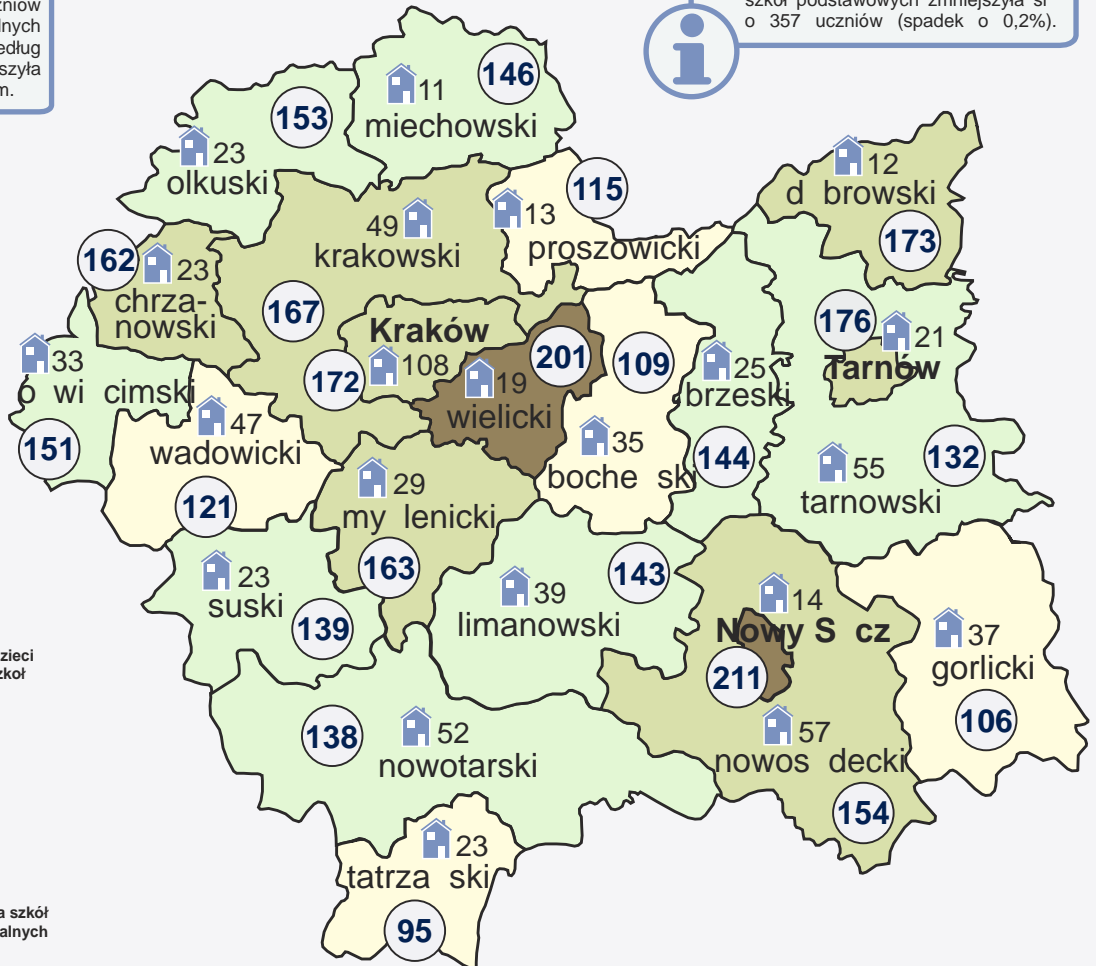 zniów
lnych
edług
szyła
m.
szkół podstawowych zmniejszyła si
o 357 uczniów (spadek o 0,2%).
146
11
miechowski
153
23
olkuski
12
d browski
173
115
13
proszowicki
49
krakowski
162
23
chrza-
nowski
167
Kraków
108
172
201
19
wielicki
109
35
boche ski
176
21
Tarnów
25
brzeski
144
33
o wi cimski
151
47
wadowicki
121
132
55
tarnowski
29
my lenicki
163
23
suski
139
143
39
limanowski
14
Nowy S cz
211
37
gorlicki
106
zieci
zkoł
138
52
nowotarski
57
nowos decki
154
23
tatrza ski
95
a szkół
alnych